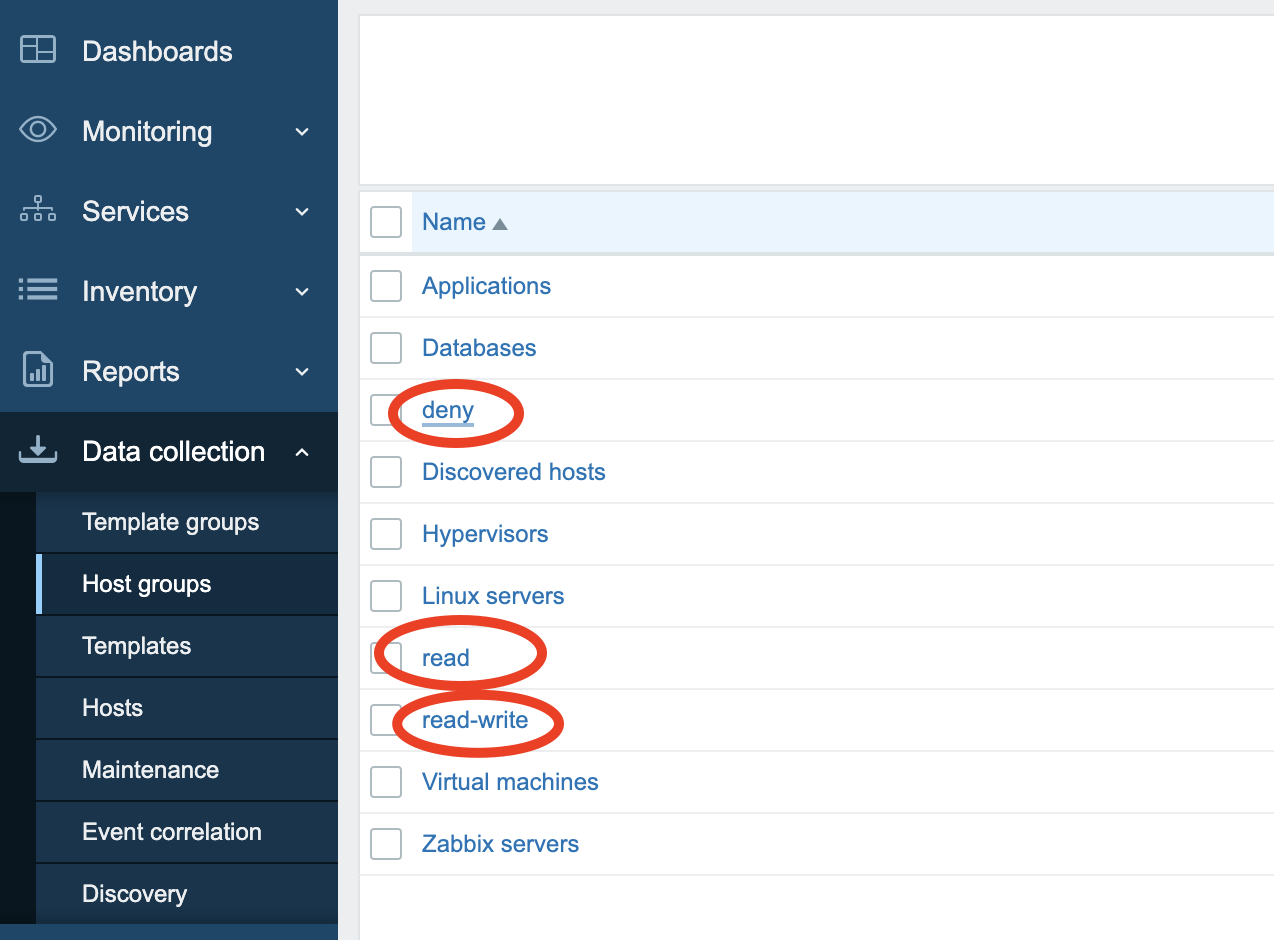 Dashboards
Monitoring
Services
Inventory
Reports
Data collection
Template groups
Host groups
Templates
Hosts
Maintenance
Event correlation
Discovery
Name
Applications
Databases
deny
Discovered hosts
Hypervisors
Linux servers
read
read-write
Virtual machines
Zabbix servers